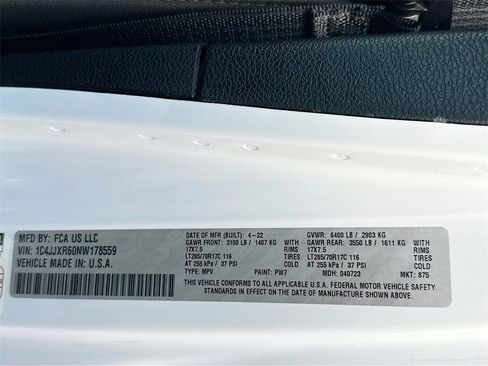 MFD BY: FCA US LLC
VIN: 1C4JJXR60NW178559
VEHICLE MADE IN: U.S.A.
DATE OF MFR (BUILT): 4-22 GVWR: 6400 LB / 2903 KG
GAWR FRONT: 3100 LB / 1407 KG WITH GAWR REAR: 3550 LB / 1611 KG WITH
17X7.5 RIMS 17X7.5 RIMS
LT285/70R17C 116 TIRES LT285/70R17C 116 TIRES
AT 255 kPa / 37 PSI AT 255 kPa / 37 PSI
TYPE: MPV PAINT: PW7 MDH: 040723 MKT: 875
THIS VEHICLE CONFORMS TO ALL APPLICABLE U.S.A. FEDERAL MOTOR VEHICLE SAFETY
STANDARDS IN EFFECT ON THE DATE OF MANUFACTURE SHOWN ABOVE.